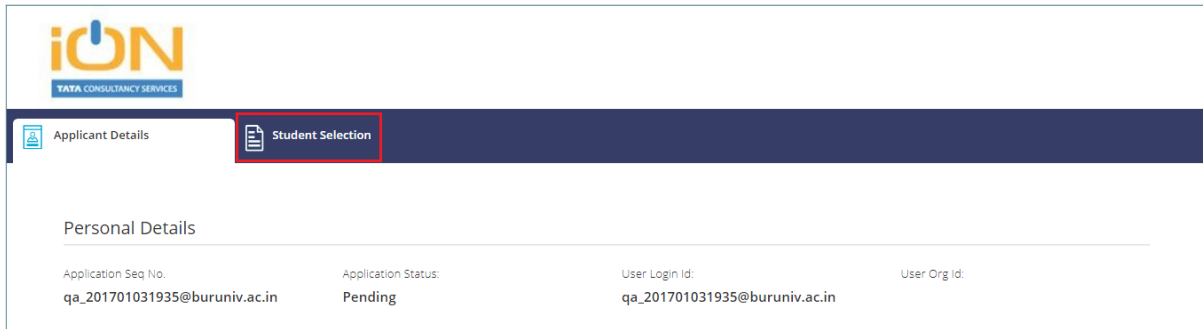 iON
TATA CONSULTANCY SERVICES
Applicant Details
Student Selection
Personal Details
Application Seq No.
Application Status:
User Login Id:
User Org Id:
qa_201701031935@buruniv.ac.in
Pending
qa_201701031935@buruniv.ac.in